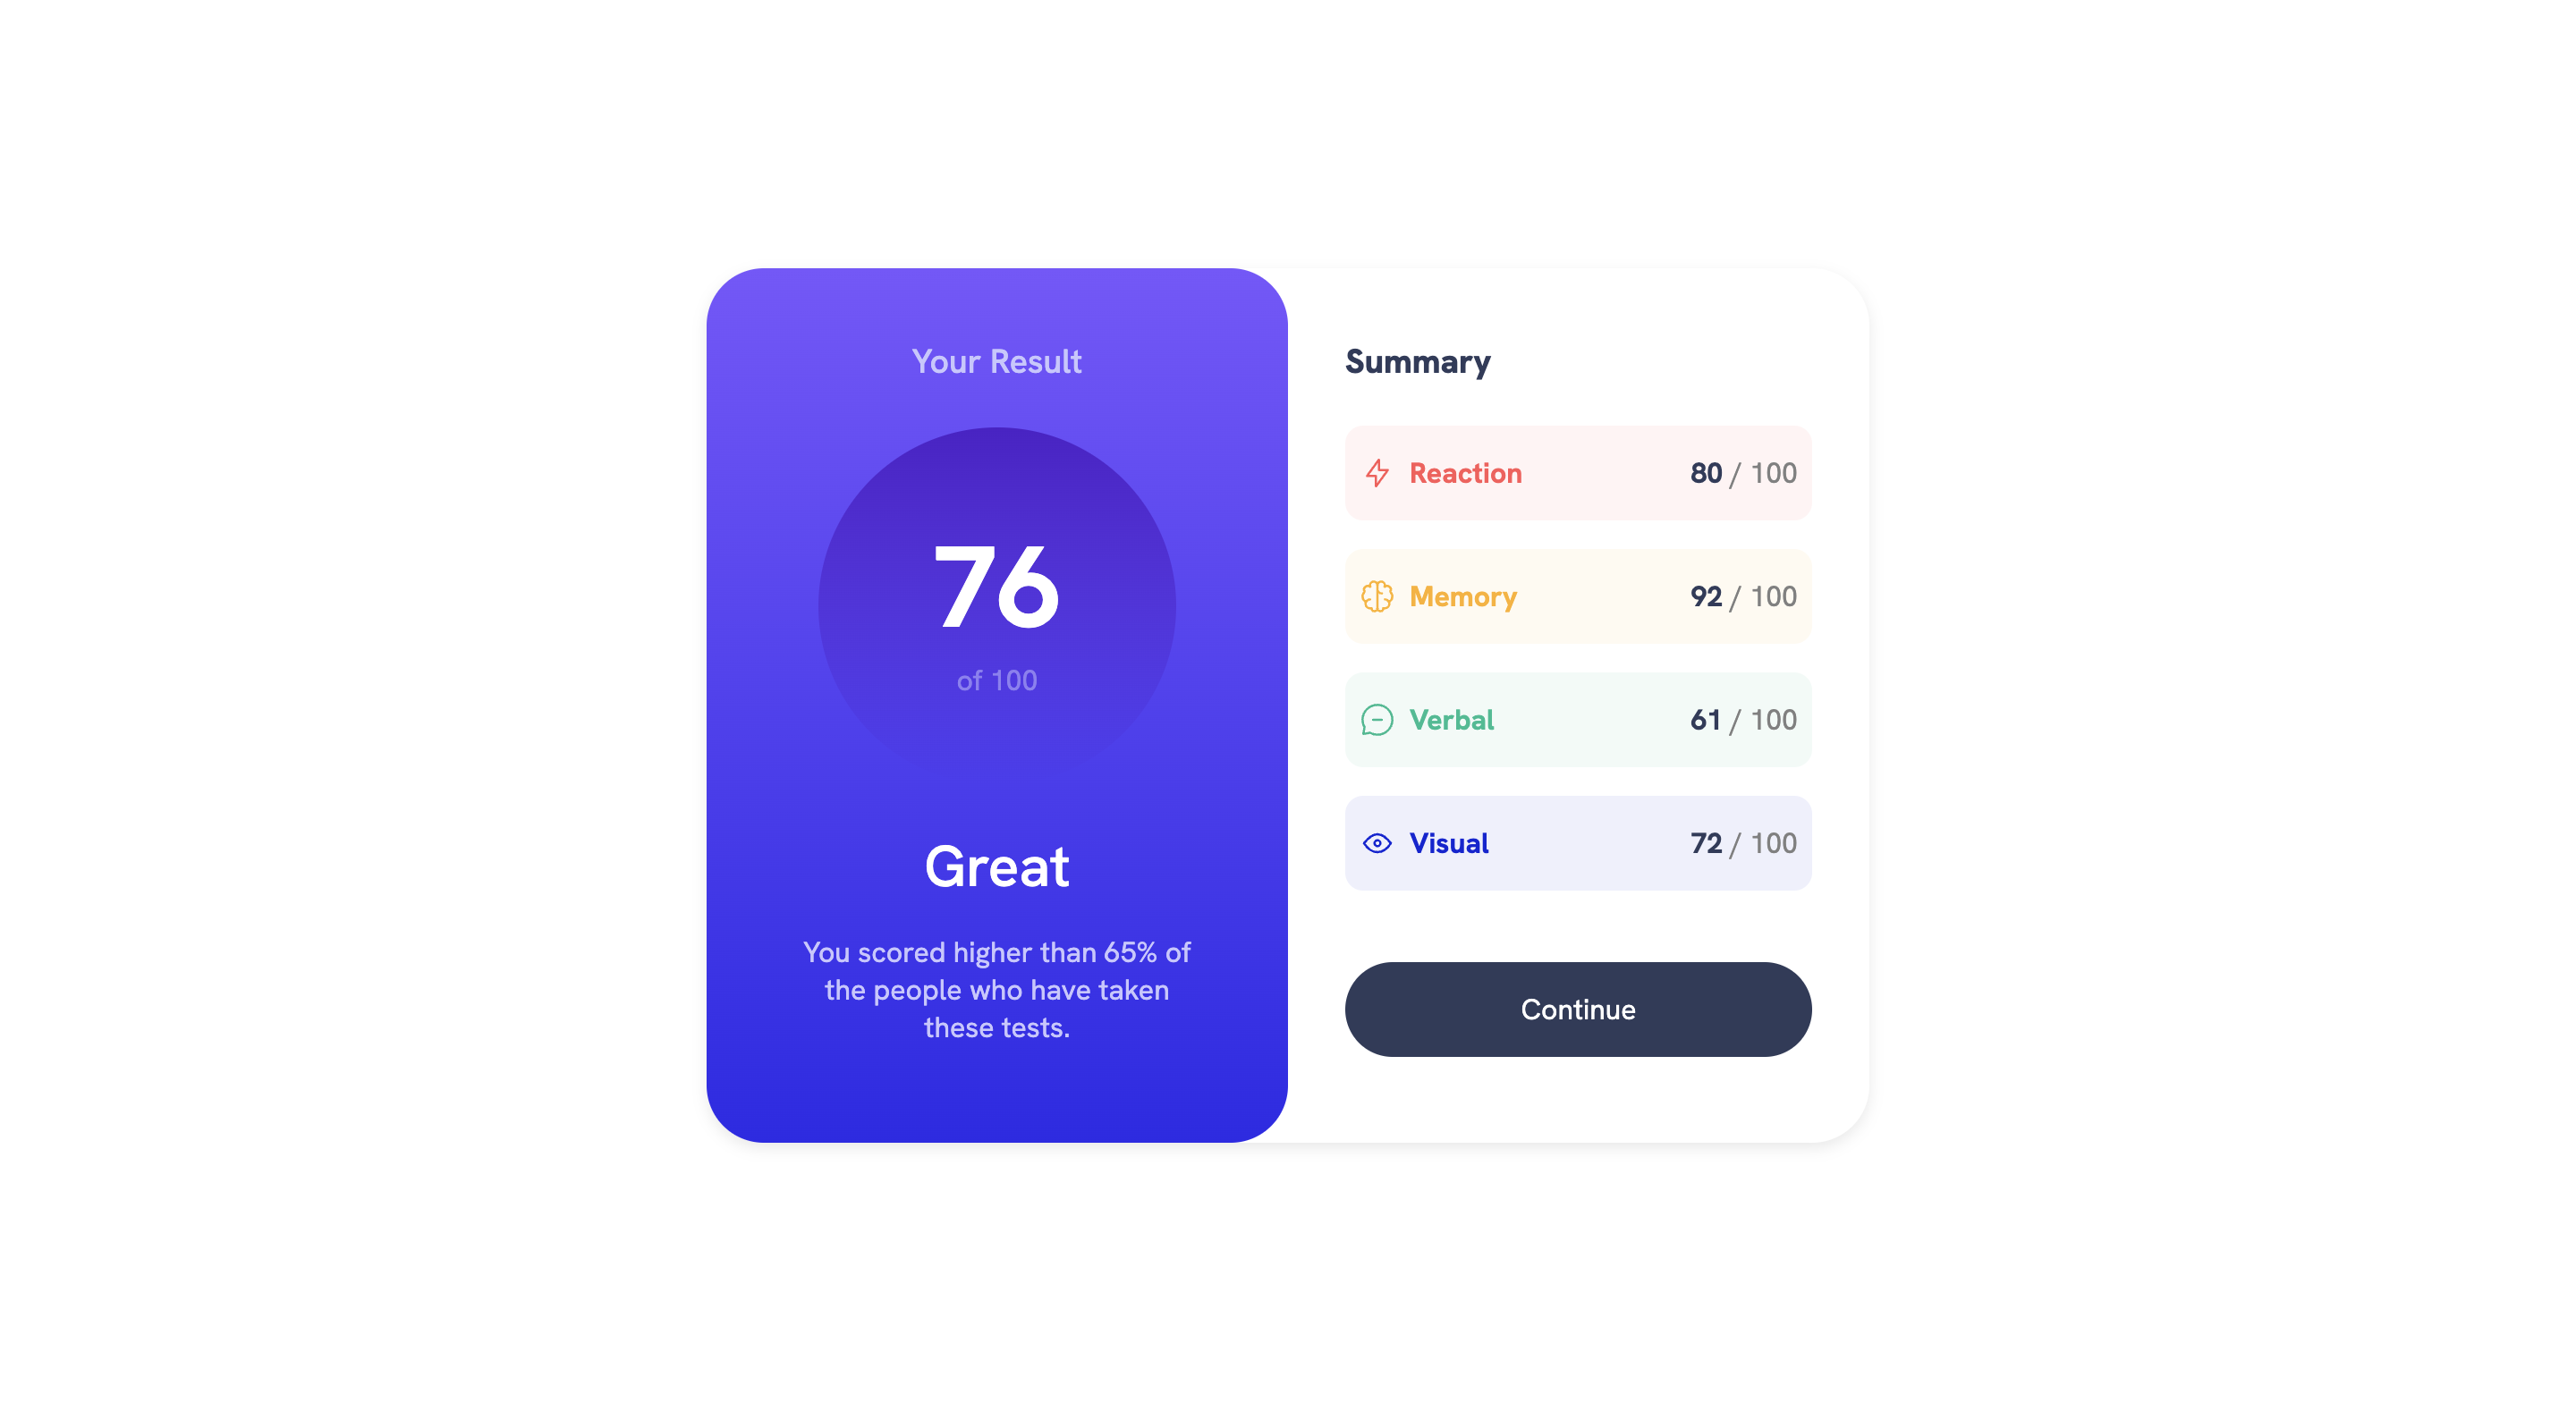 Your Result
76
of 100
Great
You scored higher than 65% of
the people who have taken
these tests.
Summary
Reaction 80 / 100
Memory 92 / 100
Verbal 61 / 100
Visual 72 / 100
Continue